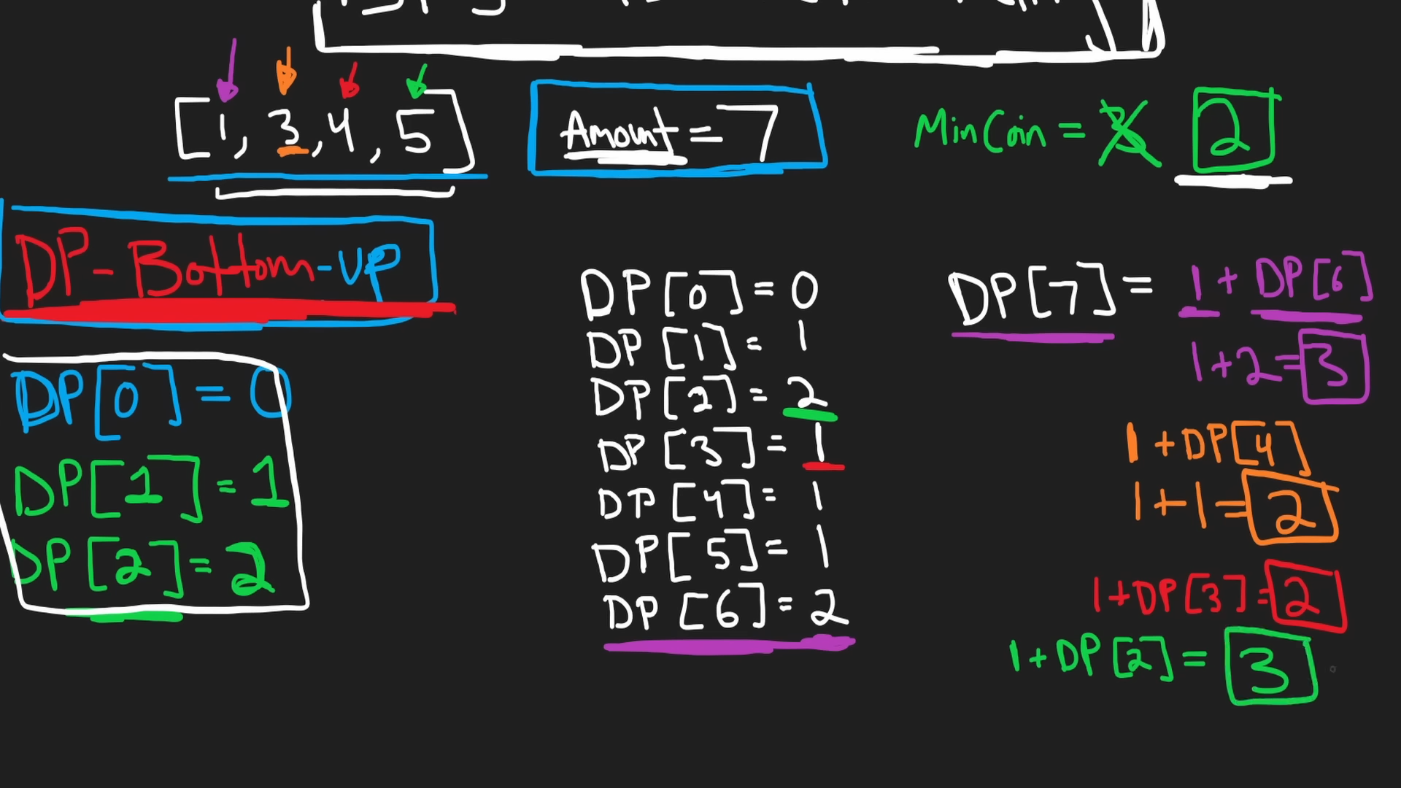 [1, 3, 4, 5]
Amount = 7
MinCoin = 3 2
DP - Bottom - UP
DP[0] = 0
DP[1] = 1
DP[2] = 2
DP[0] = 0
DP[1] = 1
DP[2] = 2
DP[3] = 1
DP[4] = 1
DP[5] = 1
DP[6] = 2
DP[7] = 1 + DP[6]
1 + 2 = 3
1 + DP[4]
1 + 1 = 2
1 + DP[3] = 2
1 + DP[2] = 3